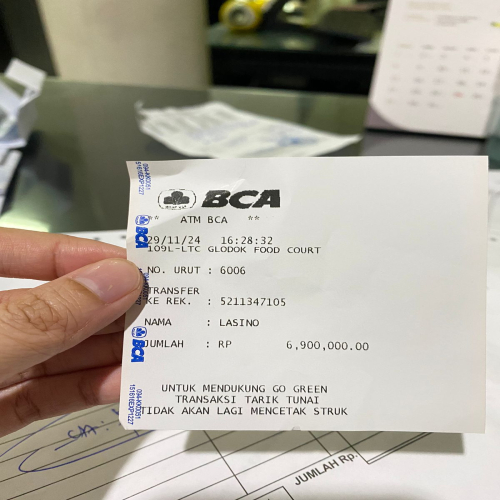 BCA
** ATM BCA **
29/11/24 16:28:32
109L-LTC GLODOK FOOD COURT
NO. URUT : 6006
TRANSFER
KE REK. : 5211347105
NAMA : LASINO
JUMLAH : RP 6,900,000.00
UNTUK MENDUKUNG GO GREEN
TRANSAKSI TARIK TUNAI
TIDAK AKAN LAGI MENCETAK STRUK
BCA
BCA
BCA
JUMLAH Rp.